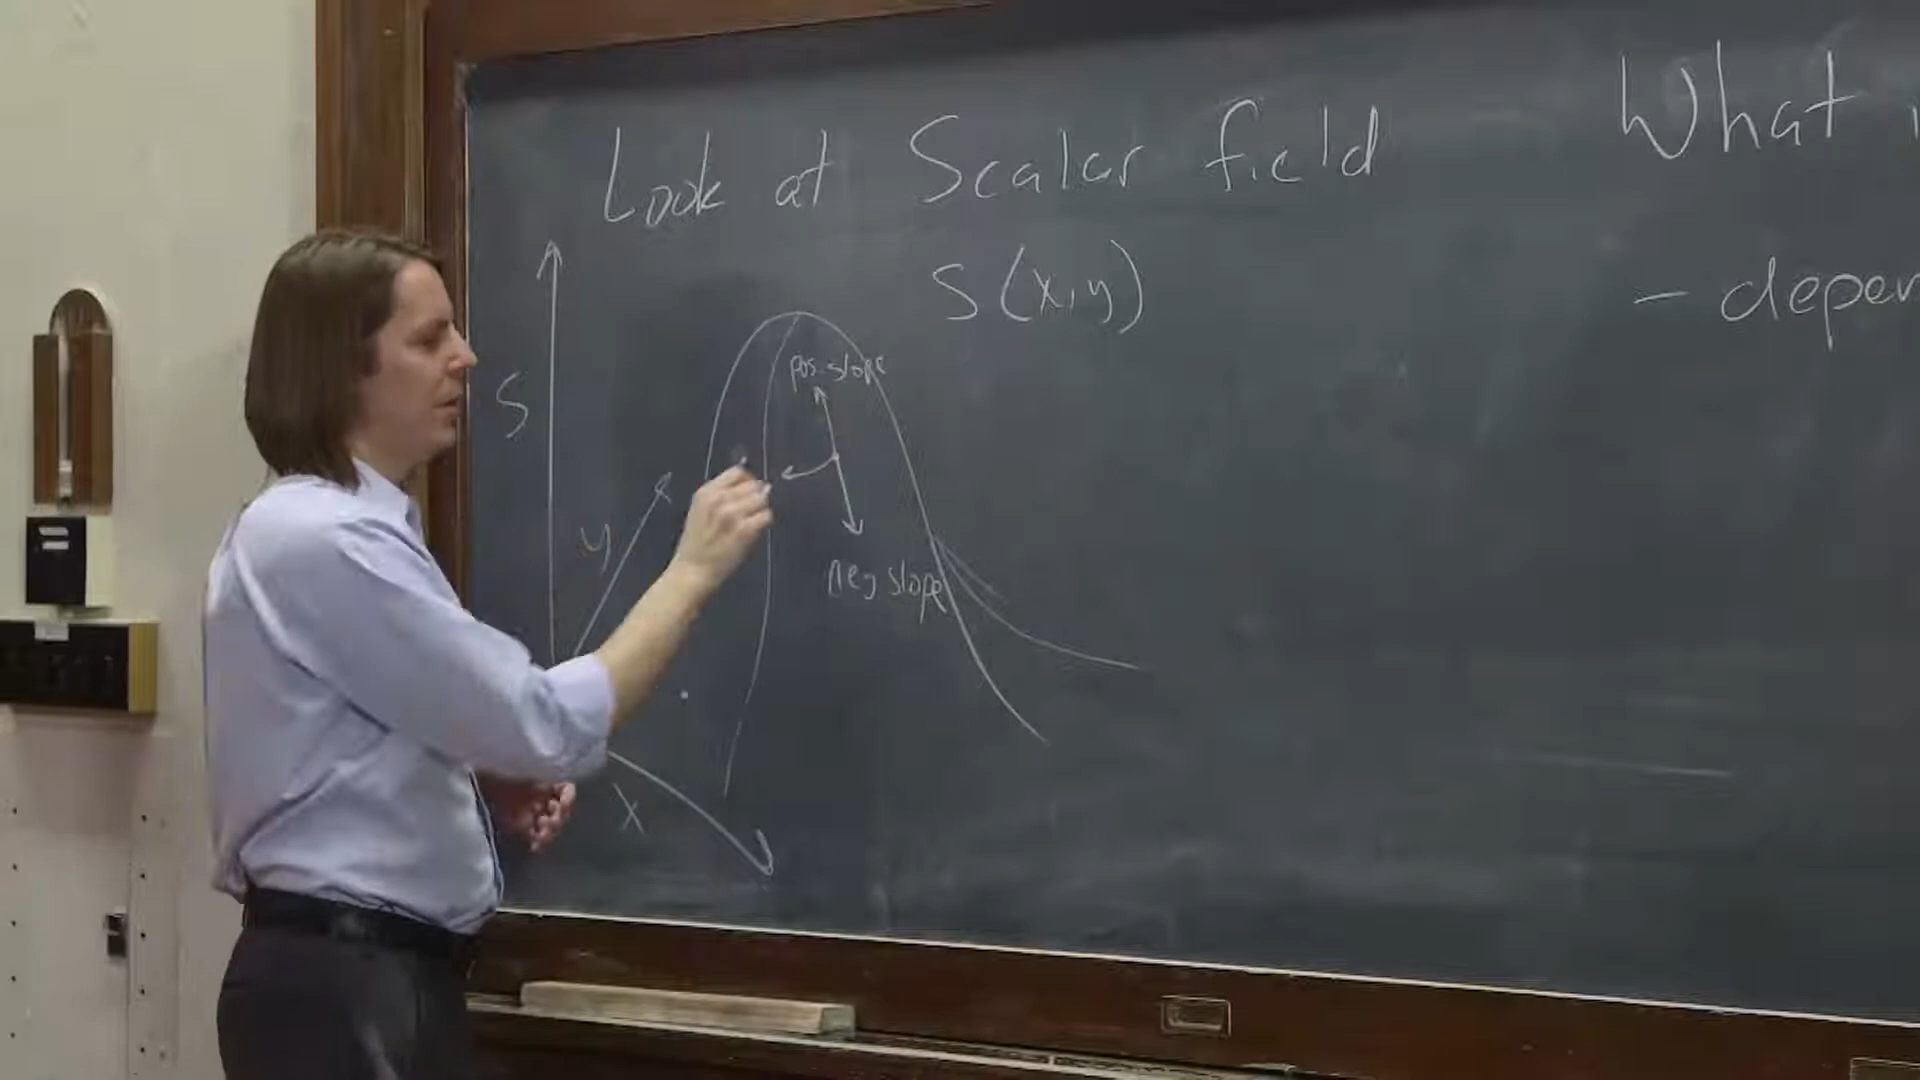 Look at Scalar field
S(x,y)
What
- depen
S
pos. slope
y
neg slope
x